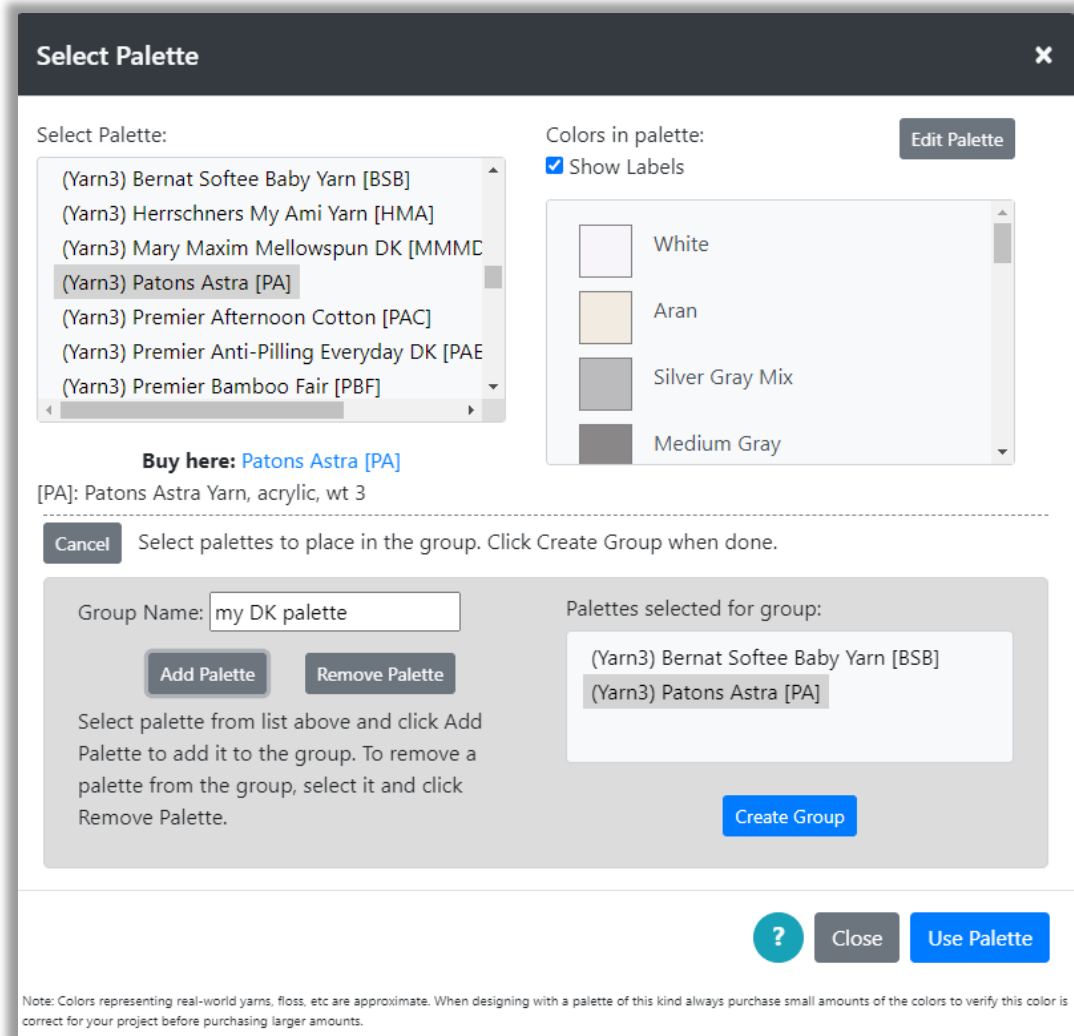 Select Palette
×
Select Palette:
(Yarn3) Bernat Softee Baby Yarn [BSB]
(Yarn3) Herrschners My Ami Yarn [HMA]
(Yarn3) Mary Maxim Mellowspun DK [MMMD
(Yarn3) Patons Astra [PA]
(Yarn3) Premier Afternoon Cotton [PAC]
(Yarn3) Premier Anti-Pilling Everyday DK [PAE
(Yarn3) Premier Bamboo Fair [PBF]
Buy here: Patons Astra [PA]
[PA]: Patons Astra Yarn, acrylic, wt 3
Colors in palette:
Edit Palette
Show Labels
White
Aran
Silver Gray Mix
Medium Gray
Cancel Select palettes to place in the group. Click Create Group when done.
Group Name: my DK palette
Add Palette Remove Palette
Select palette from list above and click Add
Palette to add it to the group. To remove a
palette from the group, select it and click
Remove Palette.
Palettes selected for group:
(Yarn3) Bernat Softee Baby Yarn [BSB]
(Yarn3) Patons Astra [PA]
Create Group
? Close Use Palette
Note: Colors representing real-world yarns, floss, etc are approximate. When designing with a palette of this kind always purchase small amounts of the colors to verify this color is
correct for your project before purchasing larger amounts.